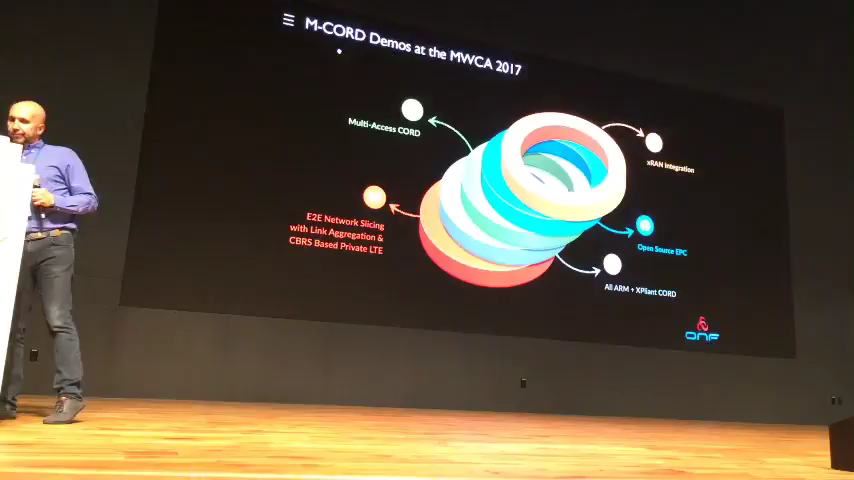 M-CORD Demos at the MWCA 2017
Multi-Access CORD
xRAN Integration
E2E Network Slicing
with Link Aggregation &
CBRS Based Private LTE
Open Source EPC
All ARM + XPliant CORD
ONF